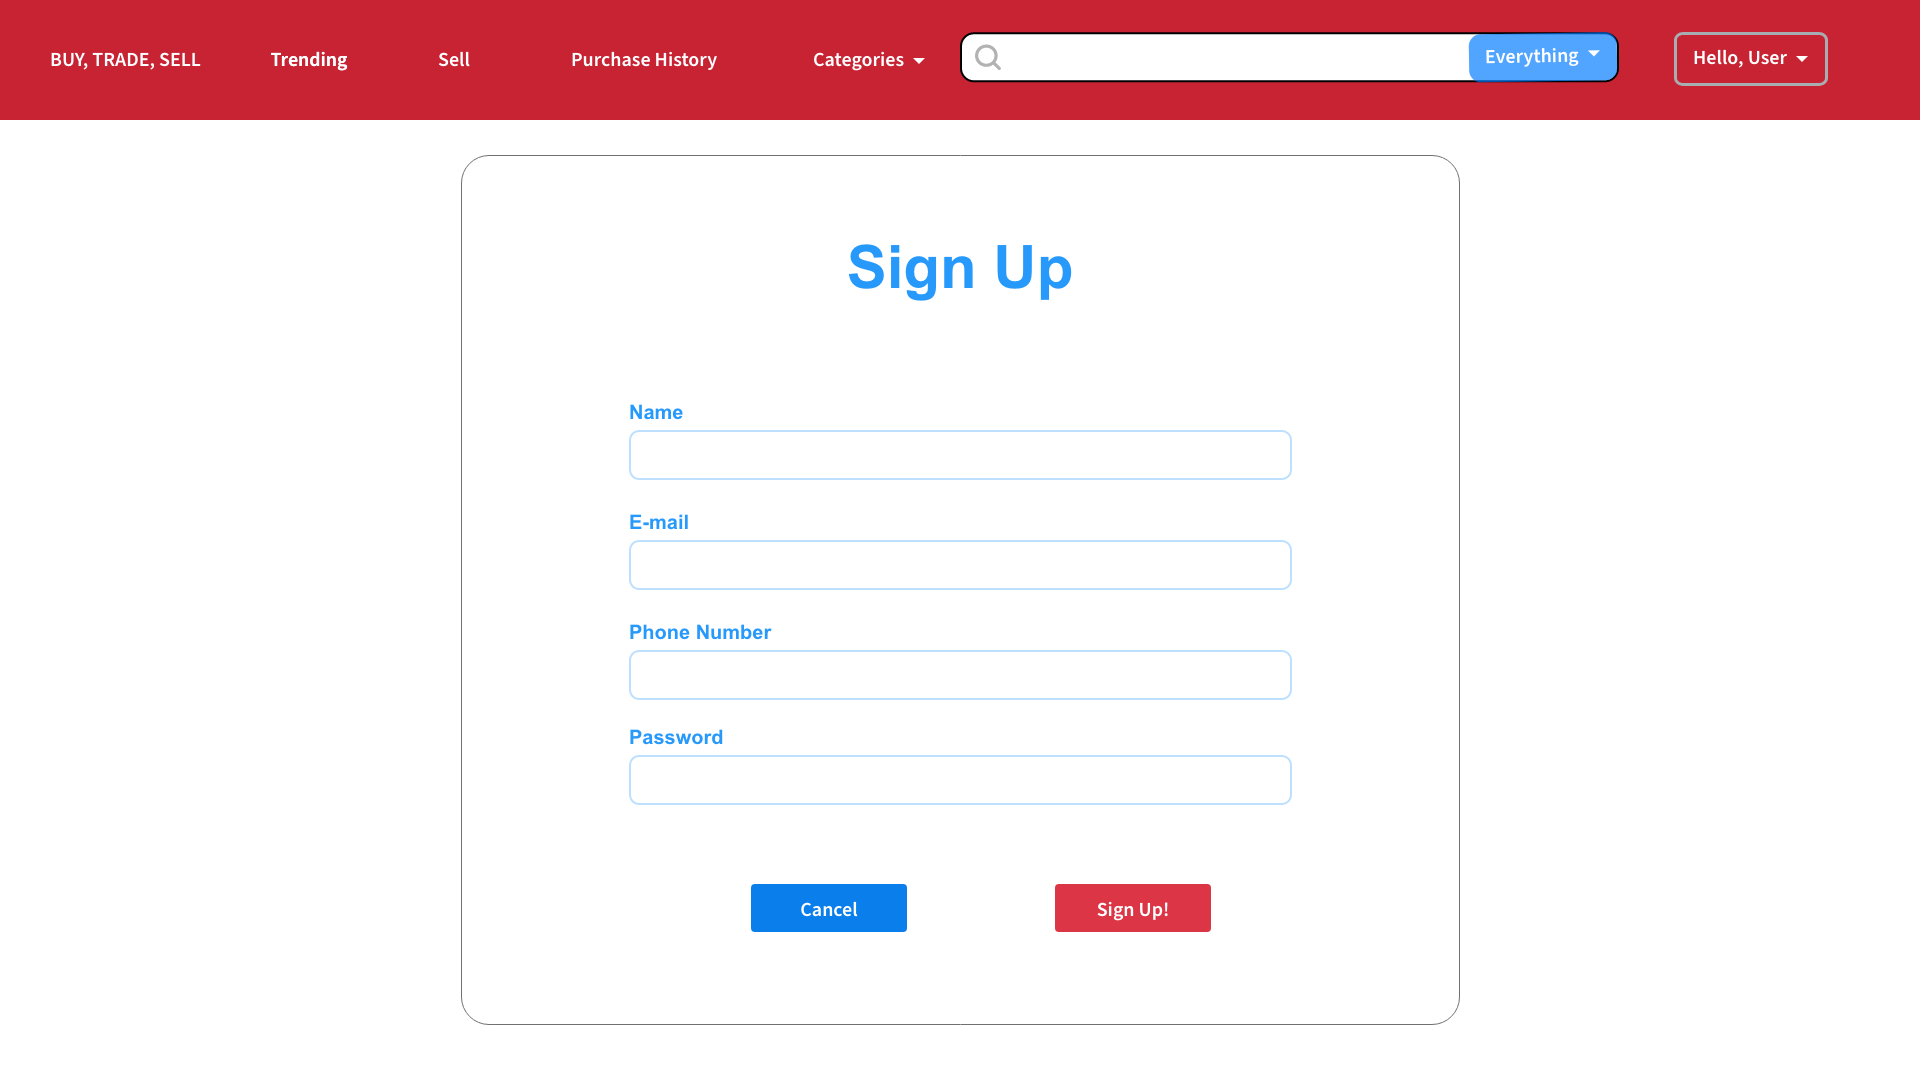 BUY, TRADE, SELL
Trending
Sell
Purchase History
Categories
Everything
Hello, User
Sign Up
Name
E-mail
Phone Number
Password
Cancel
Sign Up!